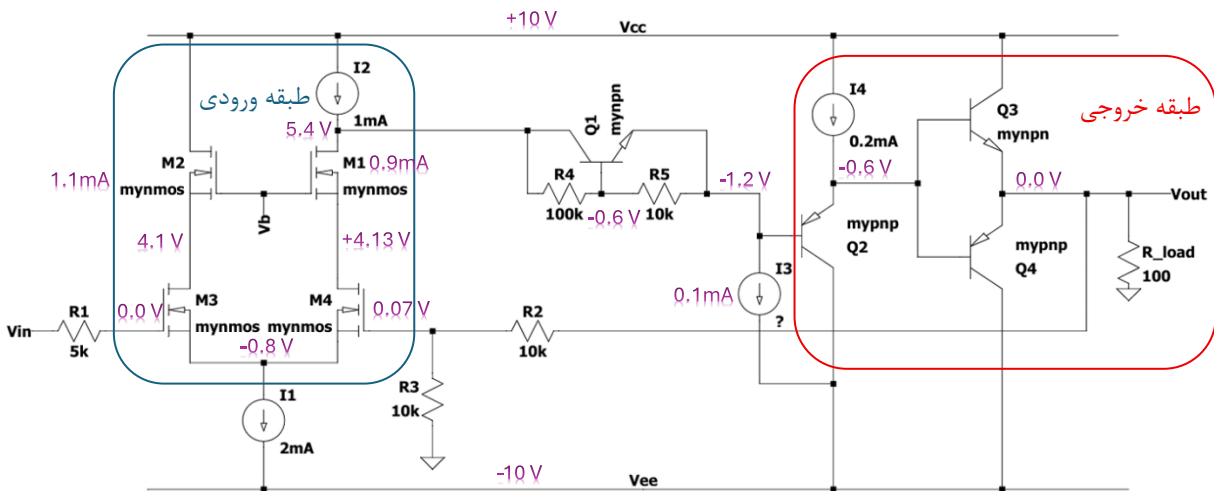 +10 V
Vcc
طبقه ورودی
I2
1mA
5.4 V
M2
mynmos
M1
mynmos
0.9mA
1.1mA
Vb
4.1 V
+4.13 V
Q1
mynpn
R4
100k
R5
10k
-0.6 V
-1.2 V
طبقه خروجی
I4
0.2mA
-0.6 V
Q3
mynpn
0.0 V
Vout
mypnp
Q2
mypnp
Q4
R_load
100
I3
?
0.1mA
Vin
R1
5k
0.0 V
M3
mynmos
M4
mynmos
0.07 V
-0.8 V
R2
10k
R3
10k
I1
2mA
-10 V
Vee